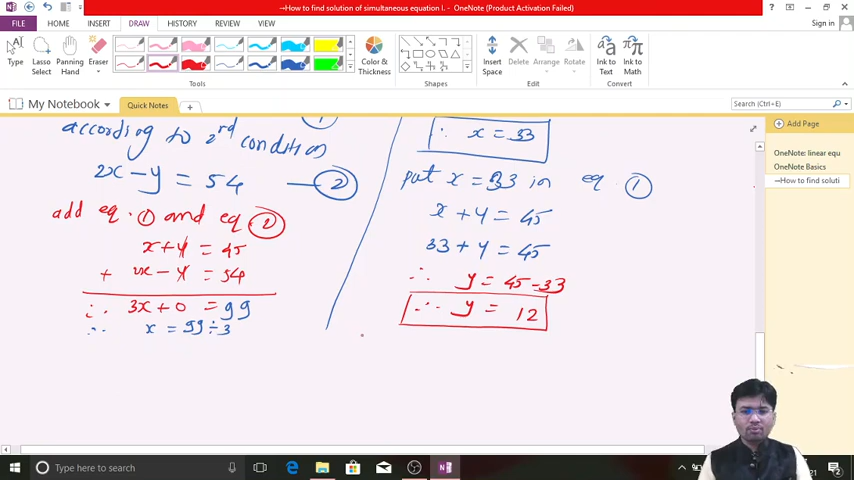 →How to find solution of simultaneous equation I. - OneNote (Product Activation Failed)
FILE HOME INSERT DRAW HISTORY REVIEW VIEW Sign in
Type
Lasso Select
Panning Hand
Eraser
Color & Thickness
Insert Space
Delete
Arrange
Rotate
Ink to Text
Ink to Math
Tools
Shapes
Edit
Convert
My Notebook
Quick Notes
Search (Ctrl+E)
Add Page
OneNote: linear equ
OneNote Basics
→How to find soluti
according to 2rd condition
2x - y = 54 — ②
add eq. ① and eq. ②
x + y = 45
+ 2x - y = 54
∴ 3x + 0 = 99
∴ x = 99 ÷ 3
∴ x = 33
put x = 33 in eq. ①
x + y = 45
33 + y = 45
∴ y = 45 - 33
∴ y = 12
Type here to search
21